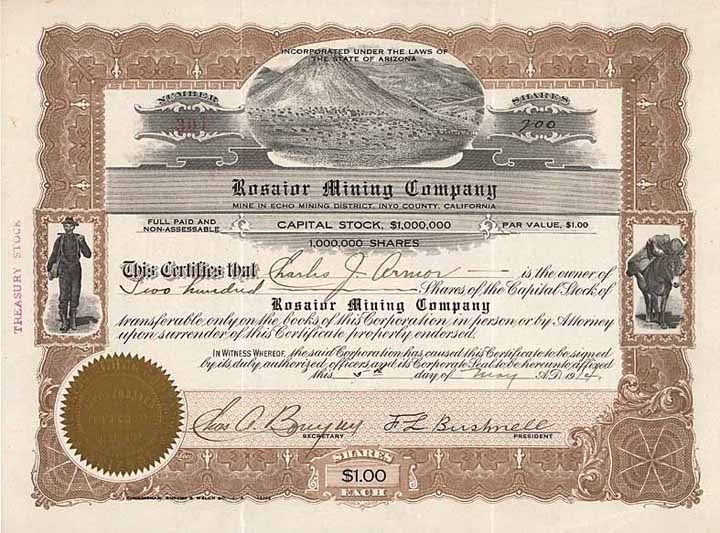 INCORPORATED UNDER THE LAWS OF
THE STATE OF ARIZONA
NUMBER
SHARES
200
Rosaior Mining Company
MINE IN ECHO MINING DISTRICT, INYO COUNTY, CALIFORNIA
FULL PAID AND
NON-ASSESSABLE
CAPITAL STOCK, $1,000,000
PAR VALUE, $1.00
1,000,000 SHARES
TREASURY STOCK
This Certifies that Charles J. Armor is the owner of
Two hundred Shares of the Capital Stock of
Rosaior Mining Company
transferable only on the books of this Corporation in person or by Attorney
upon surrender of this Certificate properly endorsed.
IN WITNESS WHEREOF, the said Corporation has caused this Certificate to be signed
by its duly authorized officers and its Corporate Seal to be hereunto affixed
this 5th day of May A.D. 1914.
F L Bushnell
SECRETARY
PRESIDENT
SHARES
$1.00
EACH